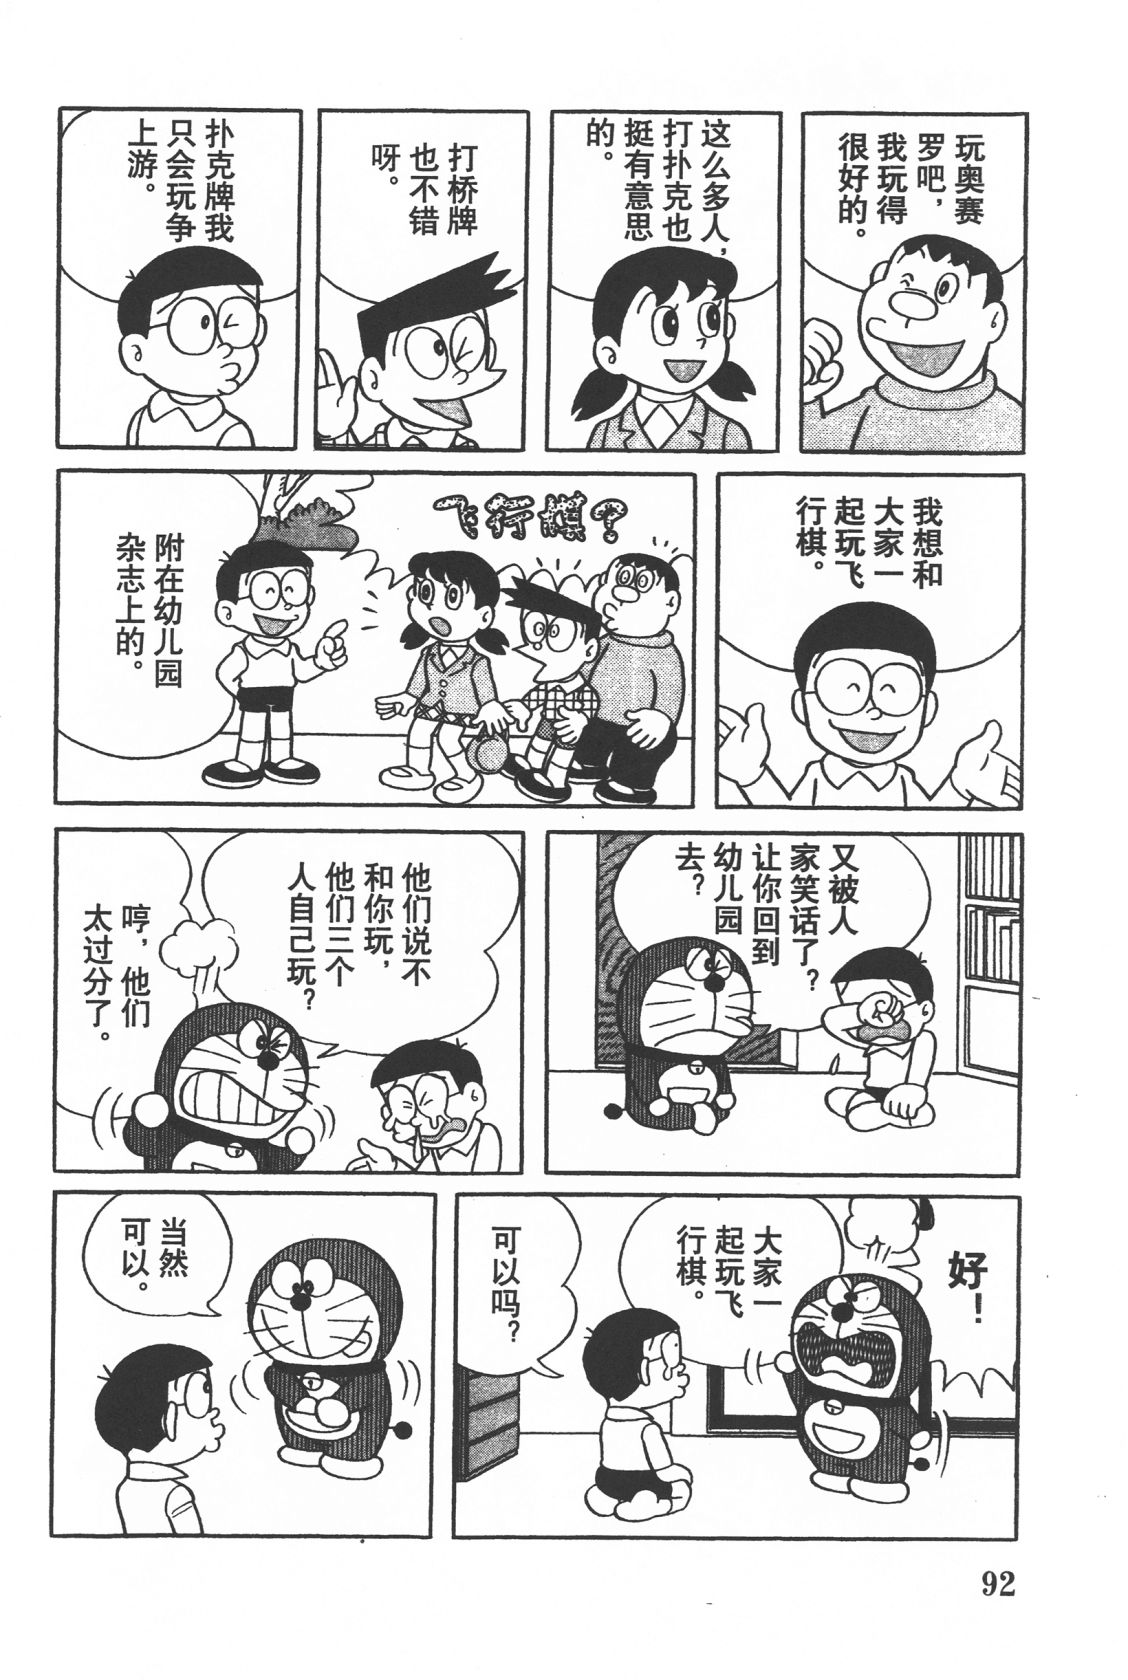 玩奥赛
罗吧，
我玩得
很好的。
这么多人，
打扑克也
挺有意思
的。
打桥牌
也不错
呀。
扑克牌我
只会玩争
上游。
我想和
大家一
起玩飞
行棋。
飞行棋？
附在幼儿园
杂志上的。
又被人
家笑话了？
让你回到
幼儿园
去？
他们说不
和你玩，
他们三个
人自己玩？
哼，他们
太过分了。
好！
大家一
起玩飞
行棋。
可以吗？
当然
可以。
92